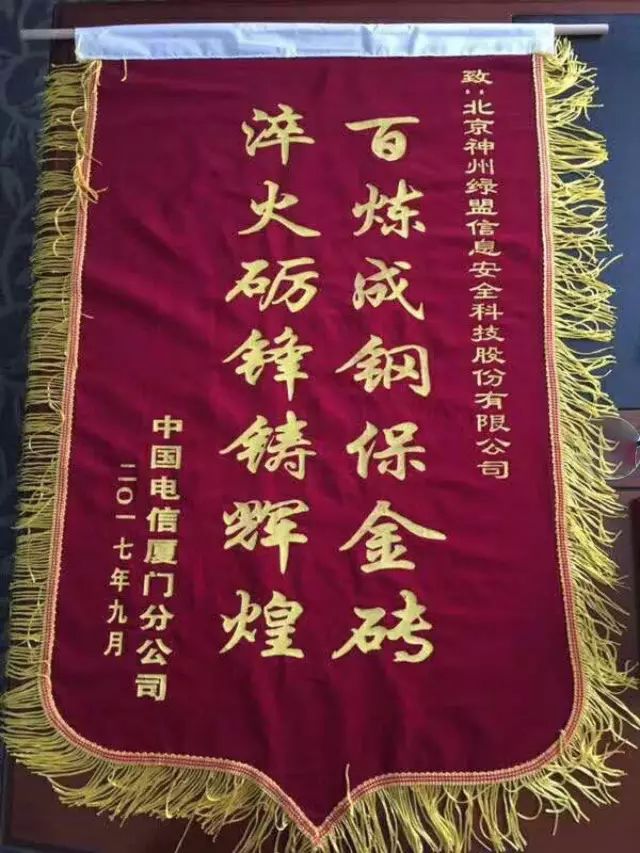 致:北京神州绿盟信息安全科技股份有限公司
百炼成钢保金砖
淬火砺锋铸辉煌
中国电信厦门分公司
二〇一七年九月